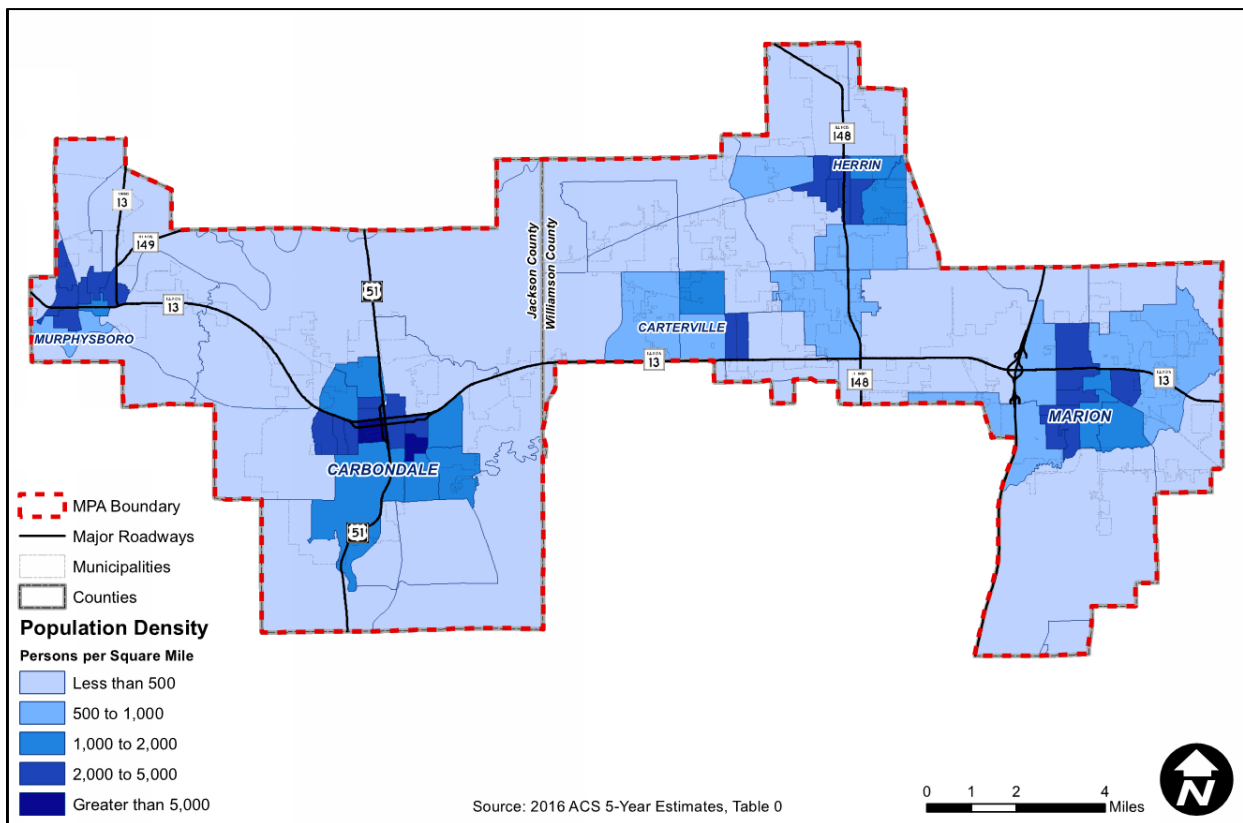 148
HERRIN
13
149
51
13
Jackson County
Williamson County
MURPHYSBORO
CARTERVILLE
13
148
13
MARION
CARBONDALE
51
MPA Boundary
Major Roadways
Municipalities
Counties
Population Density
Persons per Square Mile
Less than 500
500 to 1,000
1,000 to 2,000
2,000 to 5,000
Greater than 5,000
Source: 2016 ACS 5-Year Estimates, Table 0
0 1 2 4
Miles
N